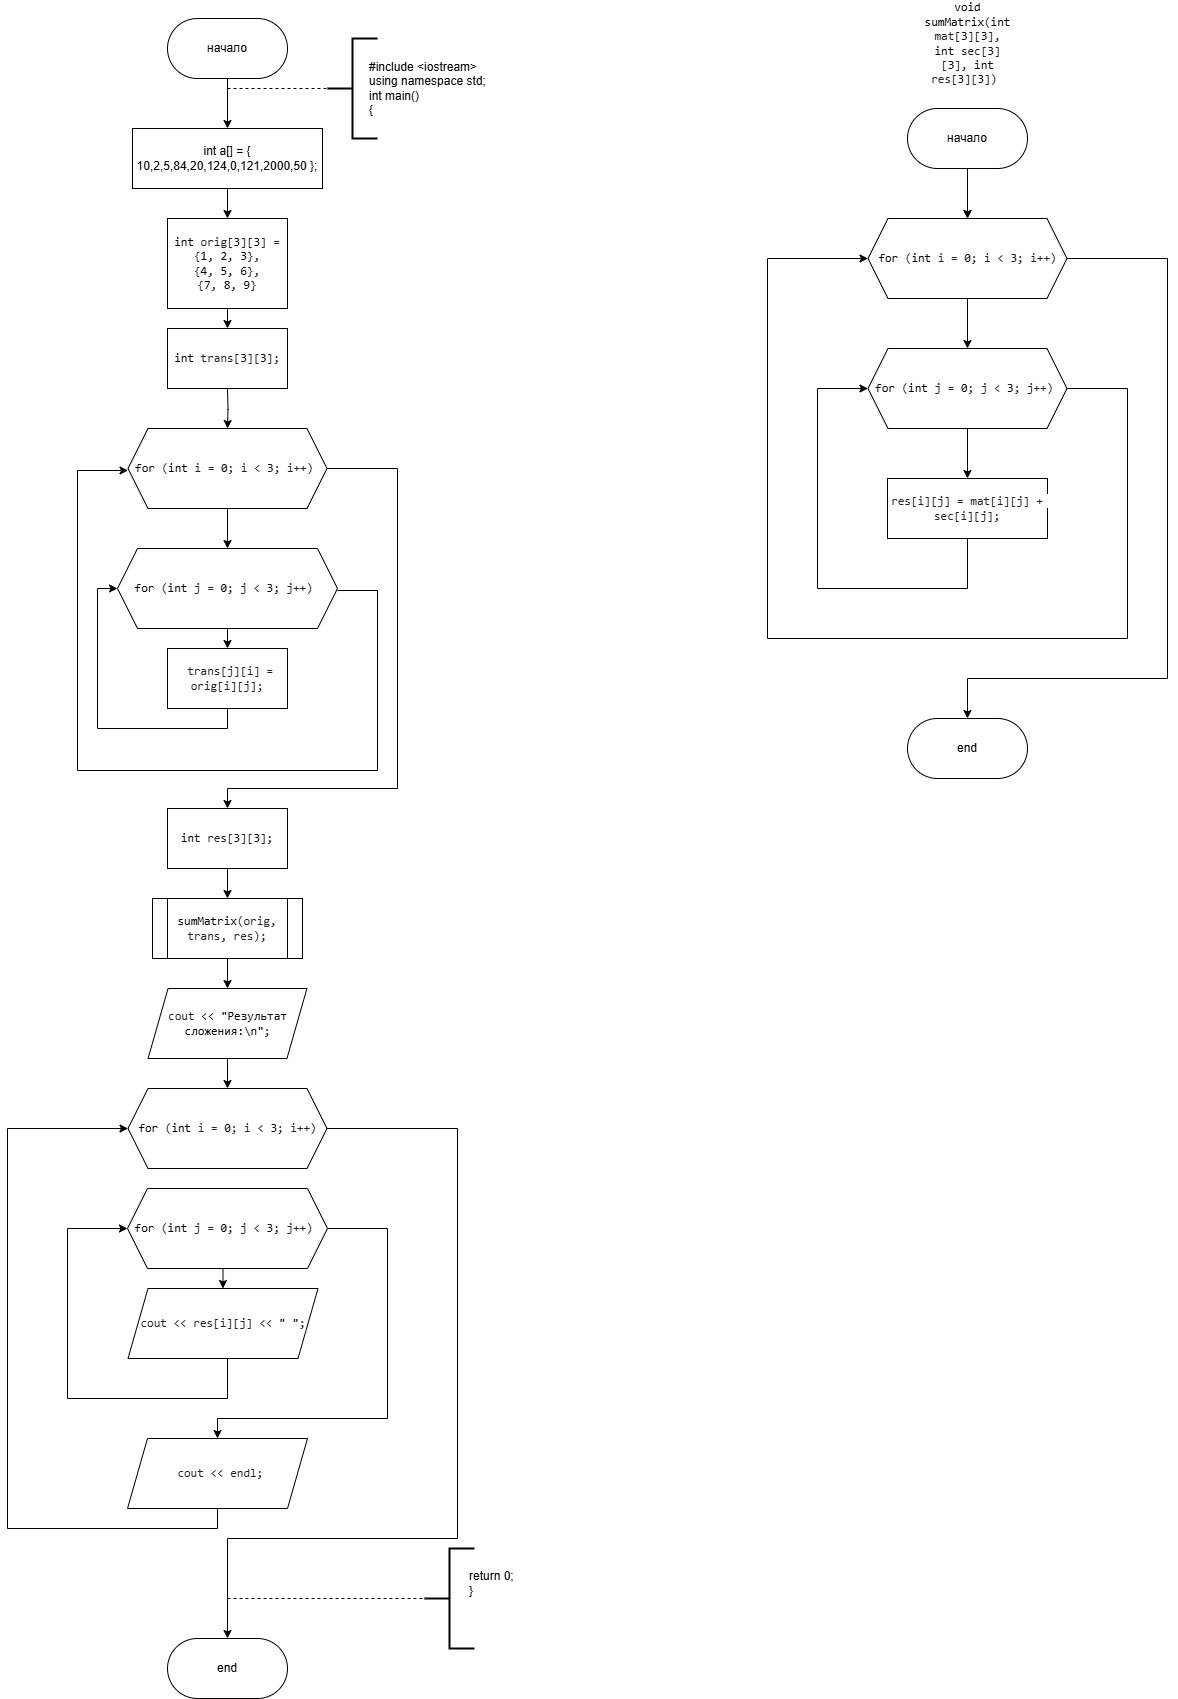 начало
#include <iostream>
using namespace std;
int main()
{
int a[] = {
10,2,5,84,20,124,0,121,2000,50 };
int orig[3][3] =
{1, 2, 3},
{4, 5, 6},
{7, 8, 9}
int trans[3][3];
for (int i = 0; i < 3; i++)
for (int j = 0; j < 3; j++)
trans[j][i] =
orig[i][j];
int res[3][3];
sumMatrix(orig,
trans, res);
cout << "Результат
сложения:\n";
for (int i = 0; i < 3; i++)
for (int j = 0; j < 3; j++)
cout << res[i][j] << " ";
cout << endl;
return 0;
}
end
void
sumMatrix(int
mat[3][3],
int sec[3]
[3], int
res[3][3])
начало
for (int i = 0; i < 3; i++)
for (int j = 0; j < 3; j++)
res[i][j] = mat[i][j] +
sec[i][j];
end